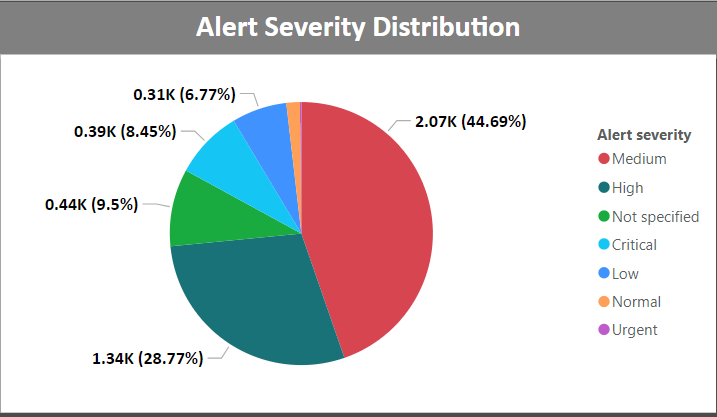 Alert Severity Distribution
0.31K (6.77%)
2.07K (44.69%)
0.39K (8.45%)
0.44K (9.5%)
1.34K (28.77%)
Alert severity
Medium
High
Not specified
Critical
Low
Normal
Urgent